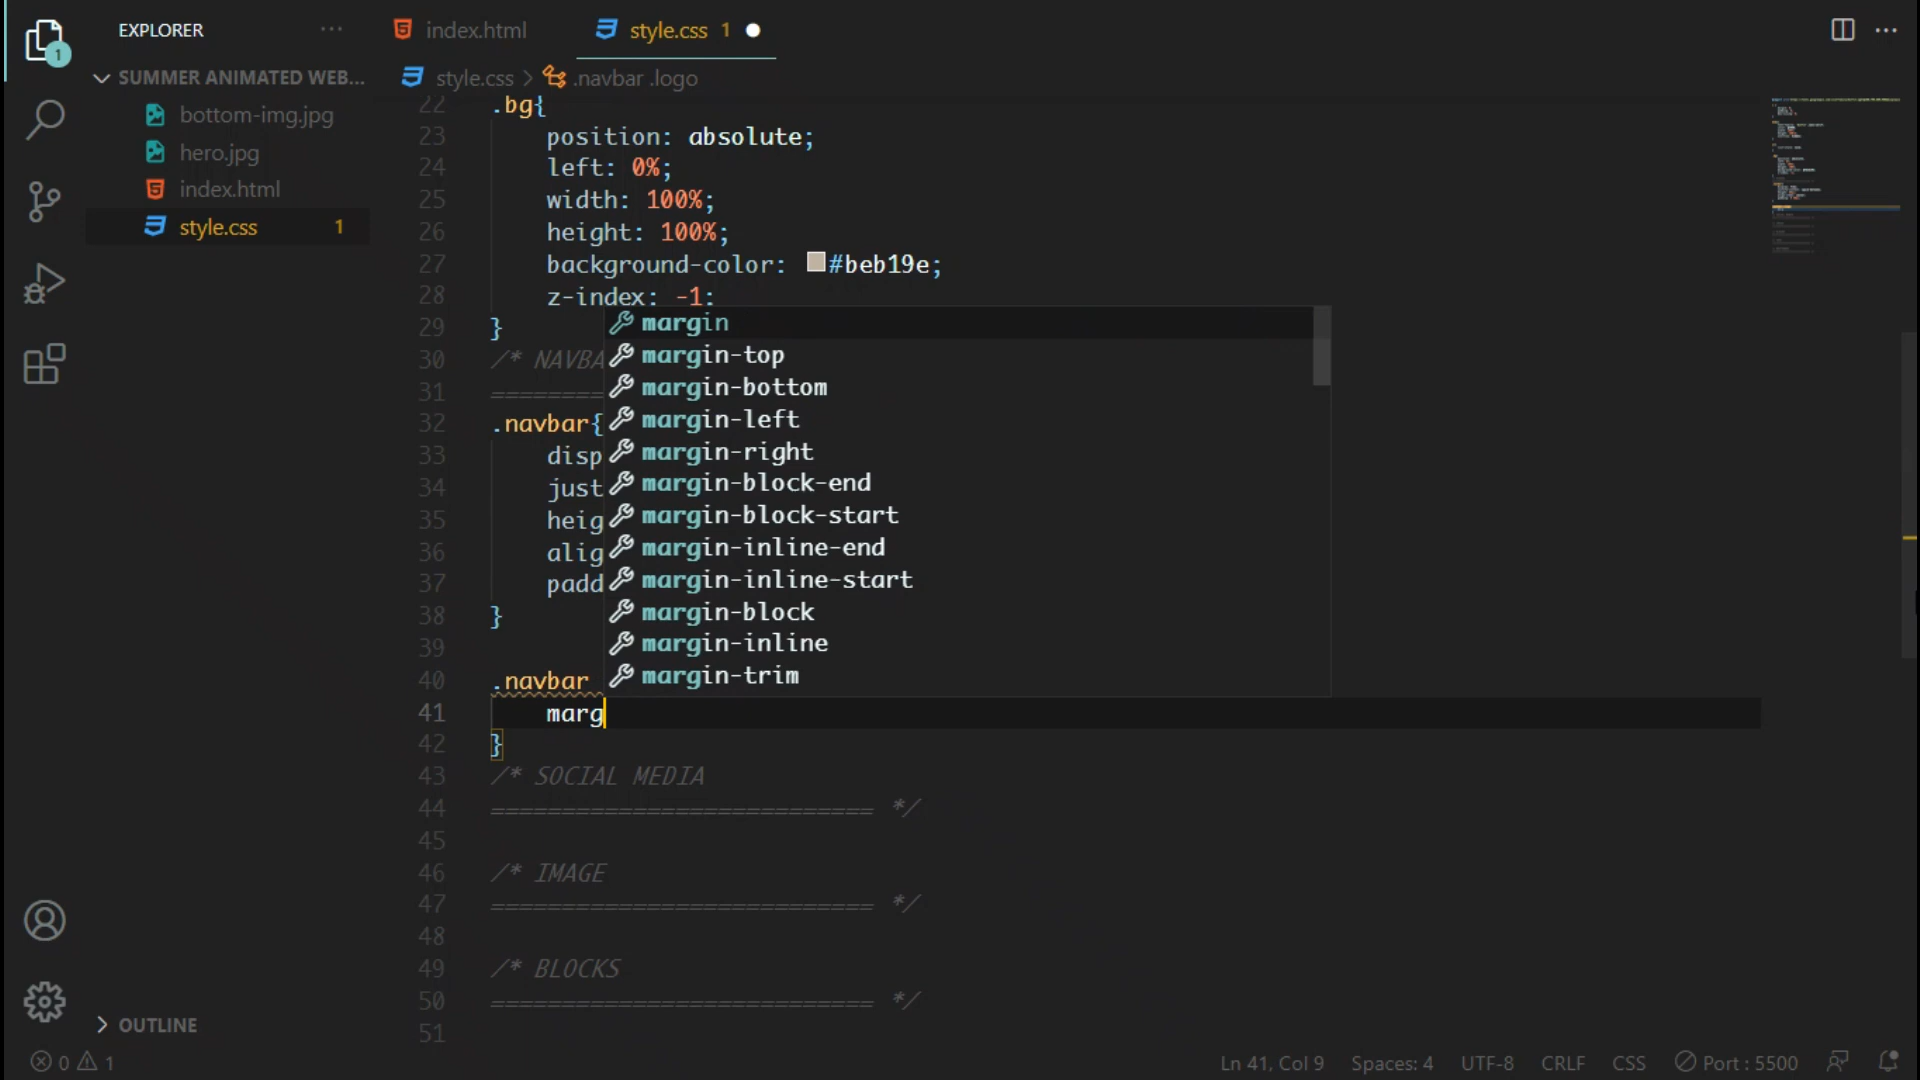 EXPLORER
1
SUMMER ANIMATED WEB...
bottom-img.jpg
hero.jpg
index.html
style.css 1
OUTLINE
index.html
style.css 1
style.css > .navbar .logo
22 .bg{
23 position: absolute;
24 left: 0%;
25 width: 100%;
26 height: 100%;
27 background-color: #beb19e;
28 z-index: -1;
29 }
30 /* NAVBA
31 ========
32 .navbar{
33 disp
34 just
35 heig
36 alig
37 padd
38 }
39
40 .navbar
41 marg
42 }
43 /* SOCIAL MEDIA
44 =========================== */
45
46 /* IMAGE
47 =========================== */
48
49 /* BLOCKS
50 =========================== */
51
margin
margin-top
margin-bottom
margin-left
margin-right
margin-block-end
margin-block-start
margin-inline-end
margin-inline-start
margin-block
margin-inline
margin-trim
0 1
Ln 41, Col 9
Spaces: 4
UTF-8
CRLF
CSS
Port : 5500